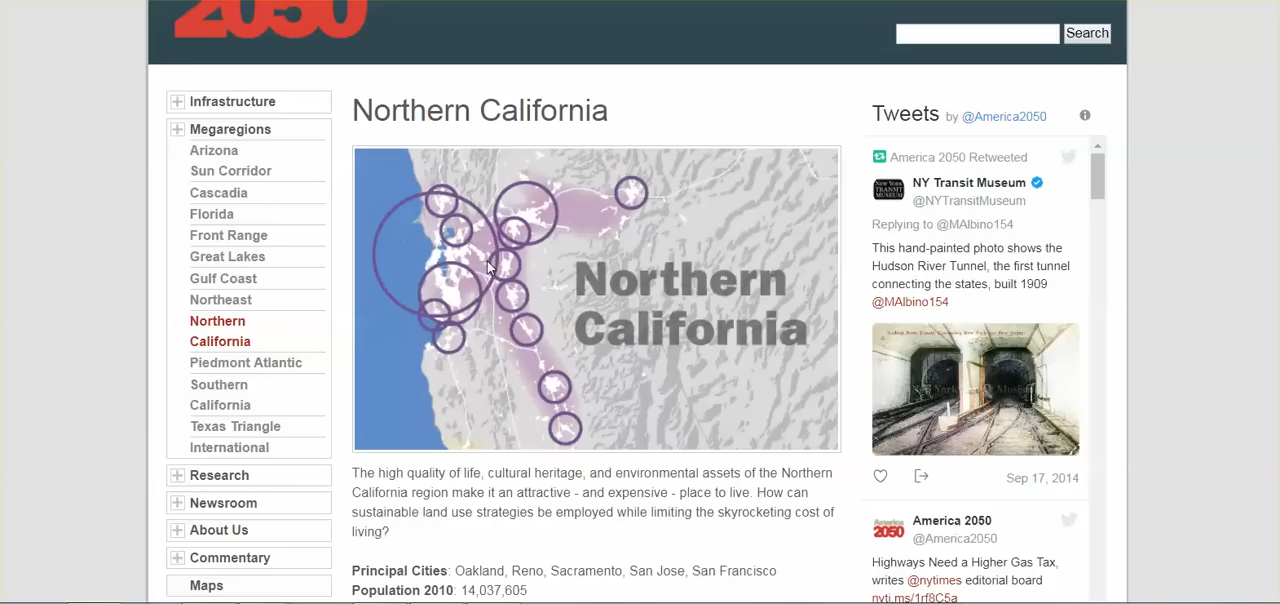 2050
Search
Infrastructure
Megaregions
Arizona
Sun Corridor
Cascadia
Florida
Front Range
Great Lakes
Gulf Coast
Northeast
Northern
California
Piedmont Atlantic
Southern
California
Texas Triangle
International
Research
Newsroom
About Us
Commentary
Maps
Northern California
Northern
California
The high quality of life, cultural heritage, and environmental assets of the Northern
California region make it an attractive - and expensive - place to live. How can
sustainable land use strategies be employed while limiting the skyrocketing cost of
living?
Principal Cities: Oakland, Reno, Sacramento, San Jose, San Francisco
Population 2010: 14,037,605
Tweets by @America2050
America 2050 Retweeted
NY Transit Museum
@NYTransitMuseum
Replying to @MAlbino154
This hand-painted photo shows the
Hudson River Tunnel, the first tunnel
connecting the states, built 1909
@MAlbino154
Sep 17, 2014
America 2050
@America2050
Highways Need a Higher Gas Tax,
writes @nytimes editorial board
nyti.ms/1rf8C5a